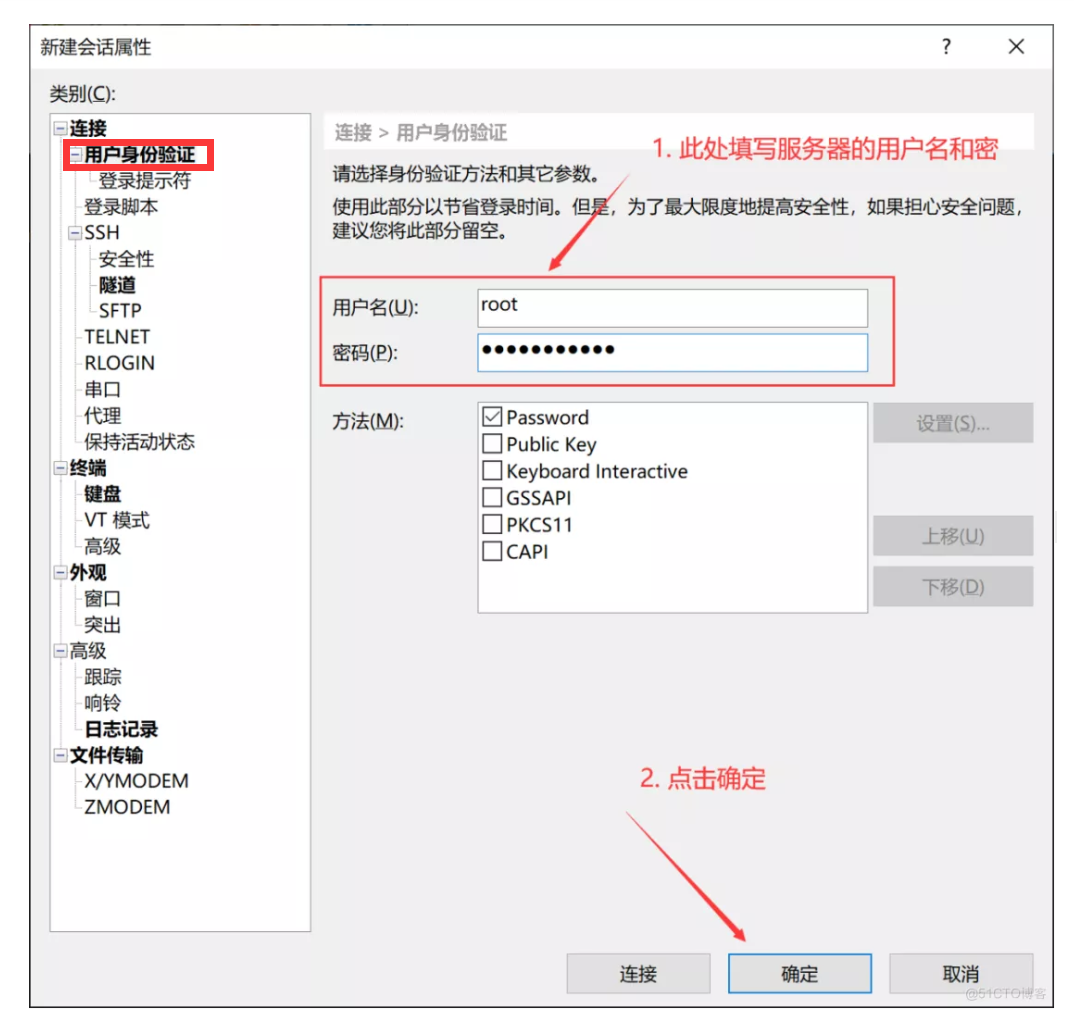 新建会话属性
?
类别(C):
连接
用户身份验证
登录提示符
登录脚本
SSH
安全性
隧道
SFTP
TELNET
RLOGIN
串口
代理
保持活动状态
终端
键盘
VT 模式
高级
外观
窗口
突出
高级
跟踪
响铃
日志记录
文件传输
X/YMODEM
ZMODEM
连接 > 用户身份验证
1. 此处填写服务器的用户名和密
请选择身份验证方法和其它参数。
使用此部分以节省登录时间。但是，为了最大限度地提高安全性，如果担心安全问题，
建议您将此部分留空。
用户名(U): root
密码(P): ●●●●●●●●●●●
方法(M):
Password
Public Key
Keyboard Interactive
GSSAPI
PKCS11
CAPI
设置(S)...
上移(U)
下移(D)
2. 点击确定
连接 确定 取消
@51CTO博客